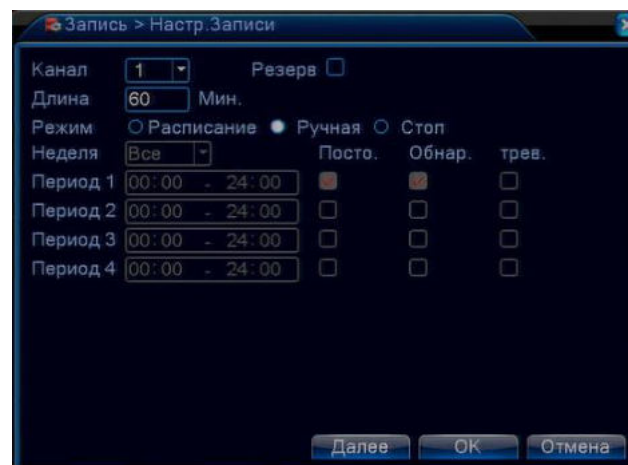 Запись > Настр.Записи
Канал 1 Резерв
Длина 60 Мин.
Режим Расписание Ручная Стоп
Неделя Все Посто. Обнар. трев.
Период 1 00:00 - 24:00
Период 2 00:00 - 24:00
Период 3 00:00 - 24:00
Период 4 00:00 - 24:00
Далее OK Отмена